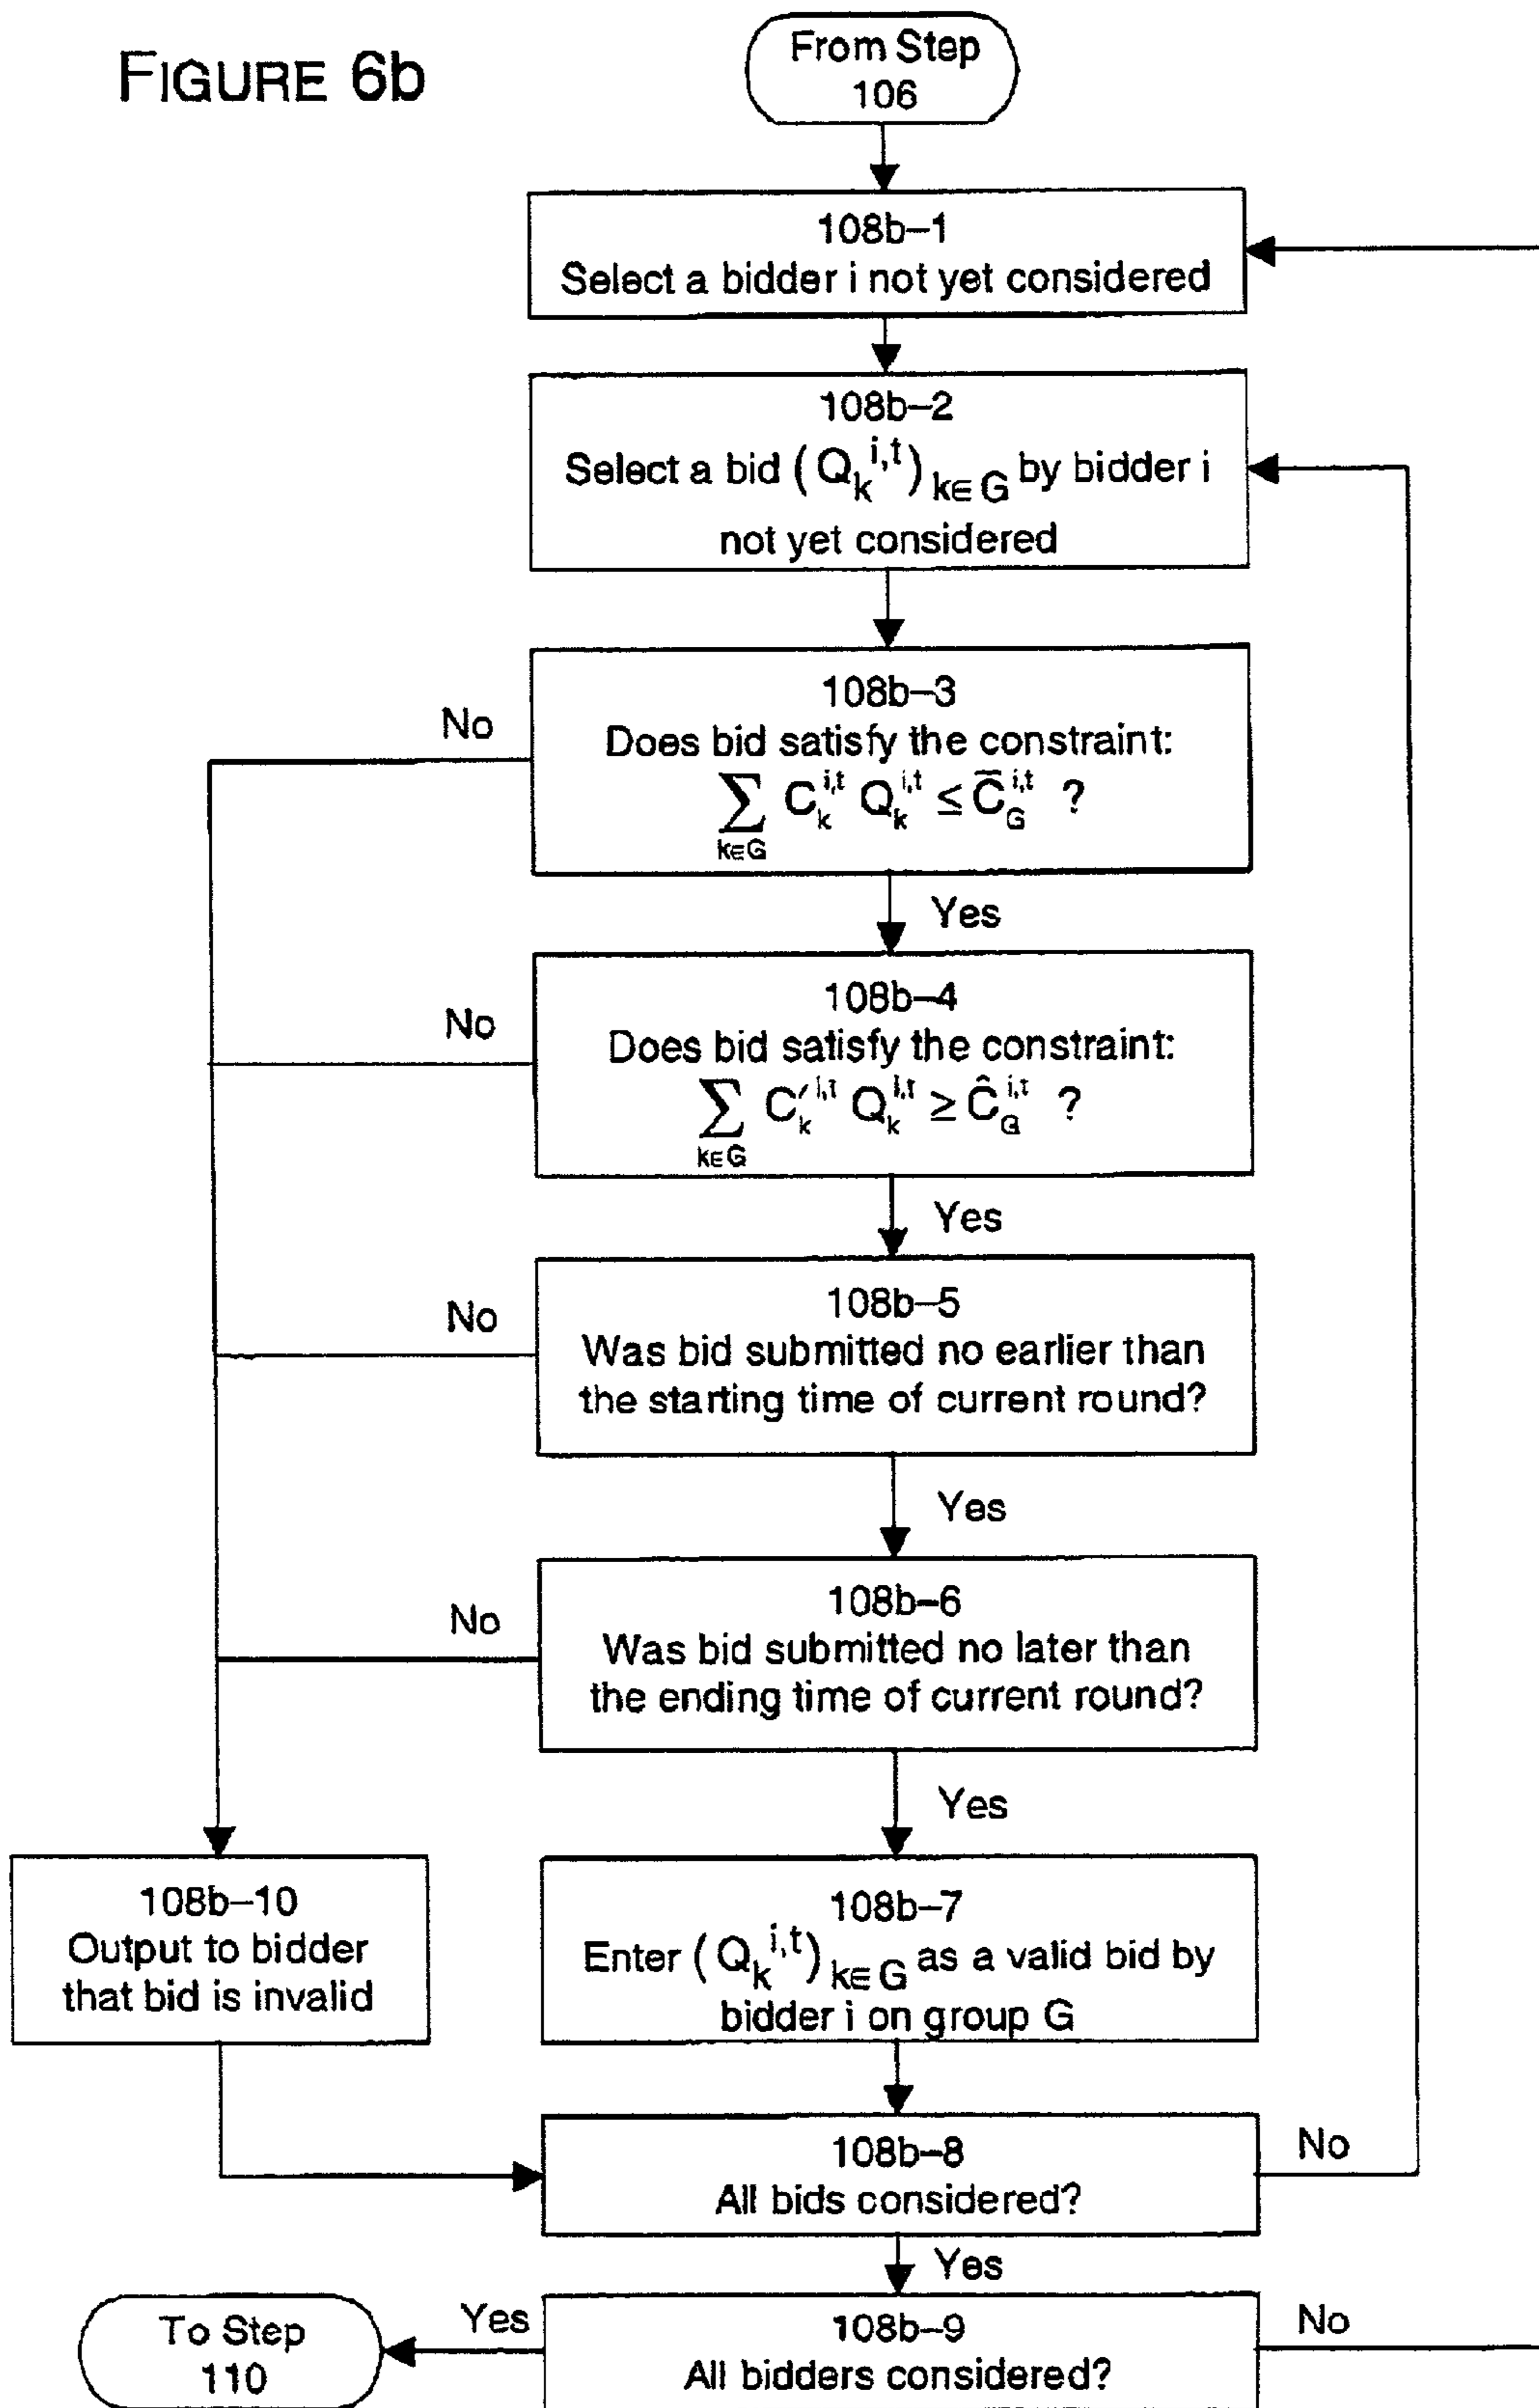 FIGURE 6b
From Step
106
108b–1
Select a bidder i not yet considered
108b–2
Select a bid (Q_k^{i,t})_{k∈G} by bidder i
not yet considered
108b–3
Does bid satisfy the constraint:
∑_{k∈G} C_k^{i,t} Q_k^{i,t} ≤ C̄_G^{i,t} ?
No
Yes
108b–4
Does bid satisfy the constraint:
∑_{k∈G} C′_k^{i,t} Q_k^{i,t} ≥ Ĉ_G^{i,t} ?
No
Yes
108b–5
Was bid submitted no earlier than
the starting time of current round?
No
Yes
108b–6
Was bid submitted no later than
the ending time of current round?
No
Yes
108b–10
Output to bidder
that bid is invalid
108b–7
Enter (Q_k^{i,t})_{k∈G} as a valid bid by
bidder i on group G
108b–8
All bids considered?
No
Yes
108b–9
All bidders considered?
Yes
No
To Step
110